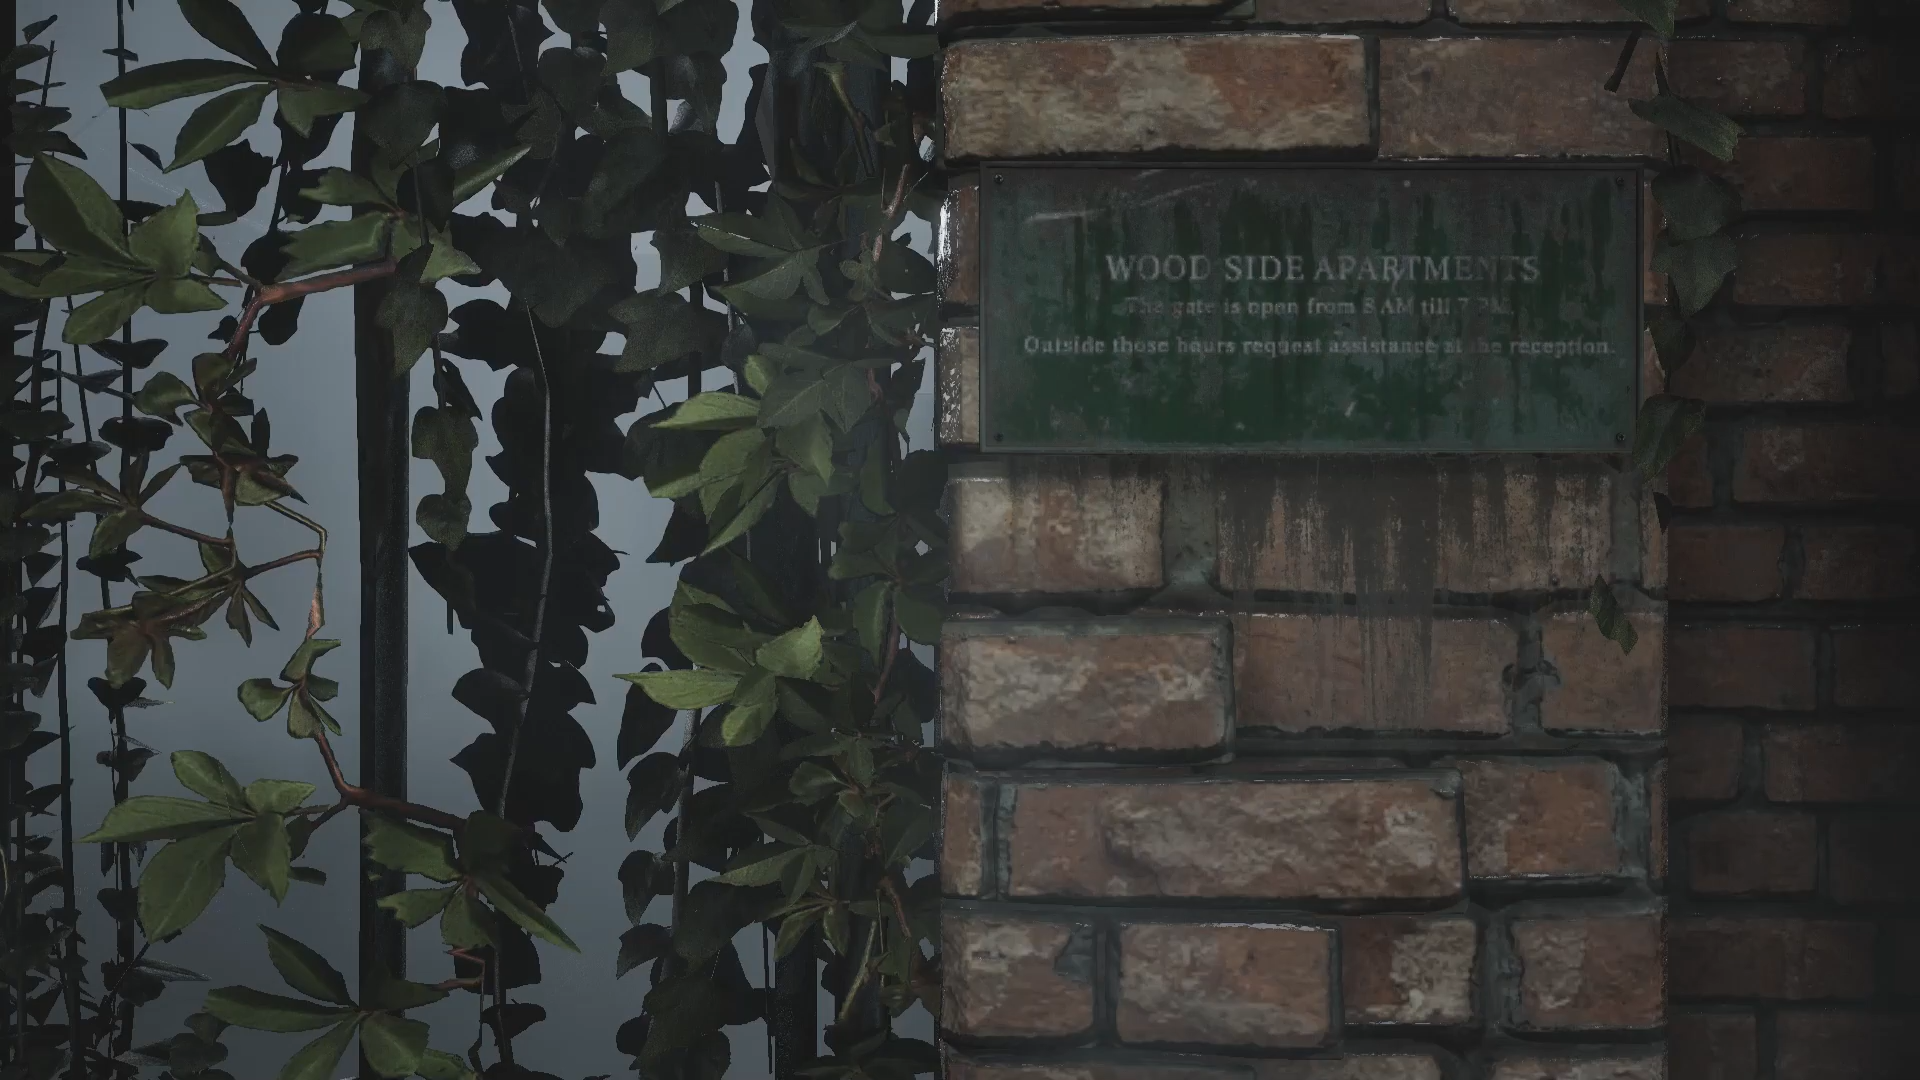 WOOD SIDE APARTMENTS
The gate is open from 8 AM till 7 PM.
Outside those hours request assistance at the reception.